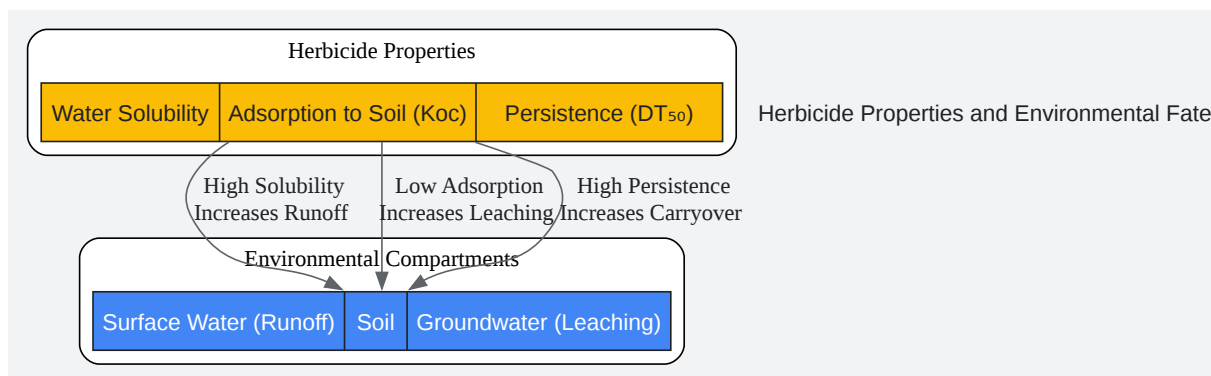 Herbicide Properties
Water Solubility
Adsorption to Soil (Koc)
Persistence (DT₅₀)
Herbicide Properties and Environmental Fate
High Solubility
Increases Runoff
Low Adsorption
Increases Leaching
High Persistence
Increases Carryover
Environmental Compartments
Surface Water (Runoff)
Soil
Groundwater (Leaching)